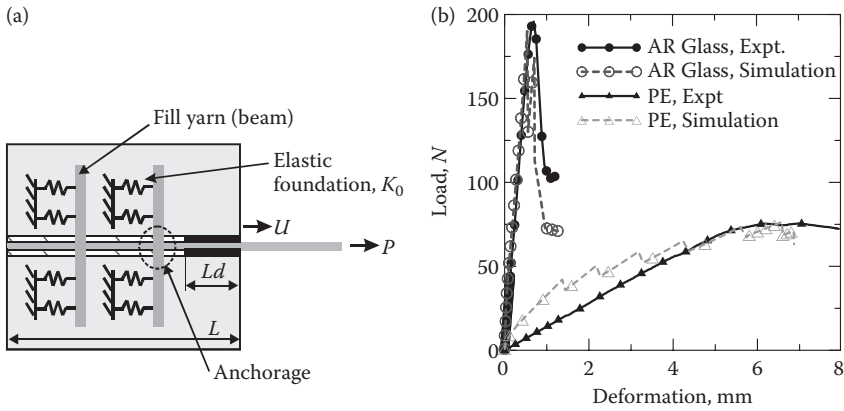 (a)
Fill yarn (beam)
Elastic
foundation, K0
U
P
Ld
L
Anchorage
(b)
200
150
100
50
0
Load, N
AR Glass, Expt.
AR Glass, Simulation
PE, Expt
PE, Simulation
0 2 4 6 8
Deformation, mm